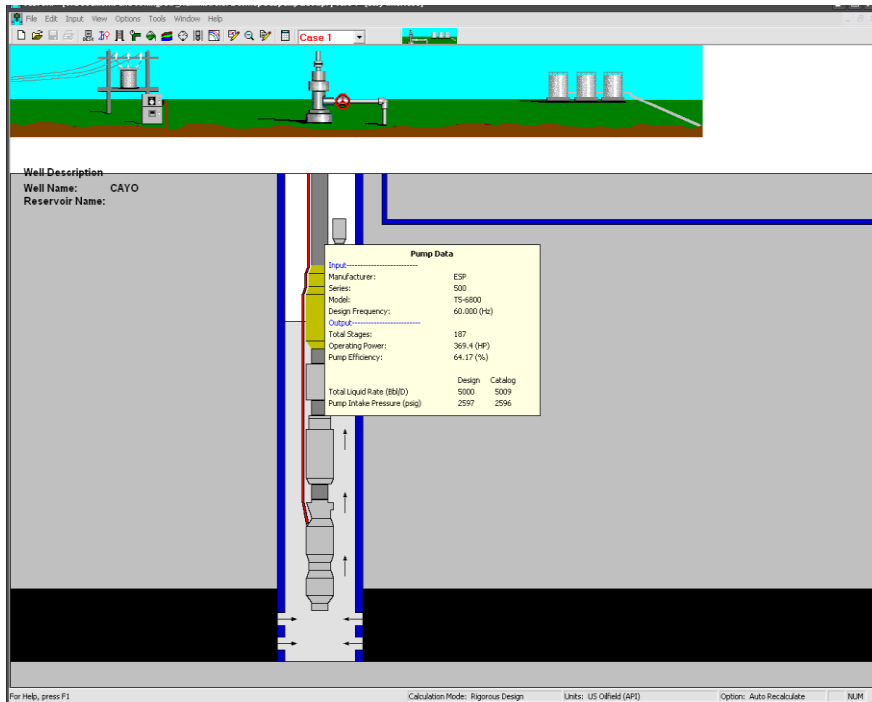 File Edit Input View Options Tools Window Help
Case 1
Well Description
Well Name: CAYO
Reservoir Name:
Pump Data
Input
Manufacturer: ESP
Series: 500
Model: T5-6800
Design Frequency: 60.000 (Hz)
Output
Total Stages: 187
Operating Power: 369.4 (HP)
Pump Efficiency: 64.17 (%)
Design Catalog
Total Liquid Rate (Bbl/D) 5000 5009
Pump Intake Pressure (psig) 2597 2596
For Help, press F1 Calculation Mode: Rigorous Design Units: US Oilfield (API) Option: Auto Recalculate NUM